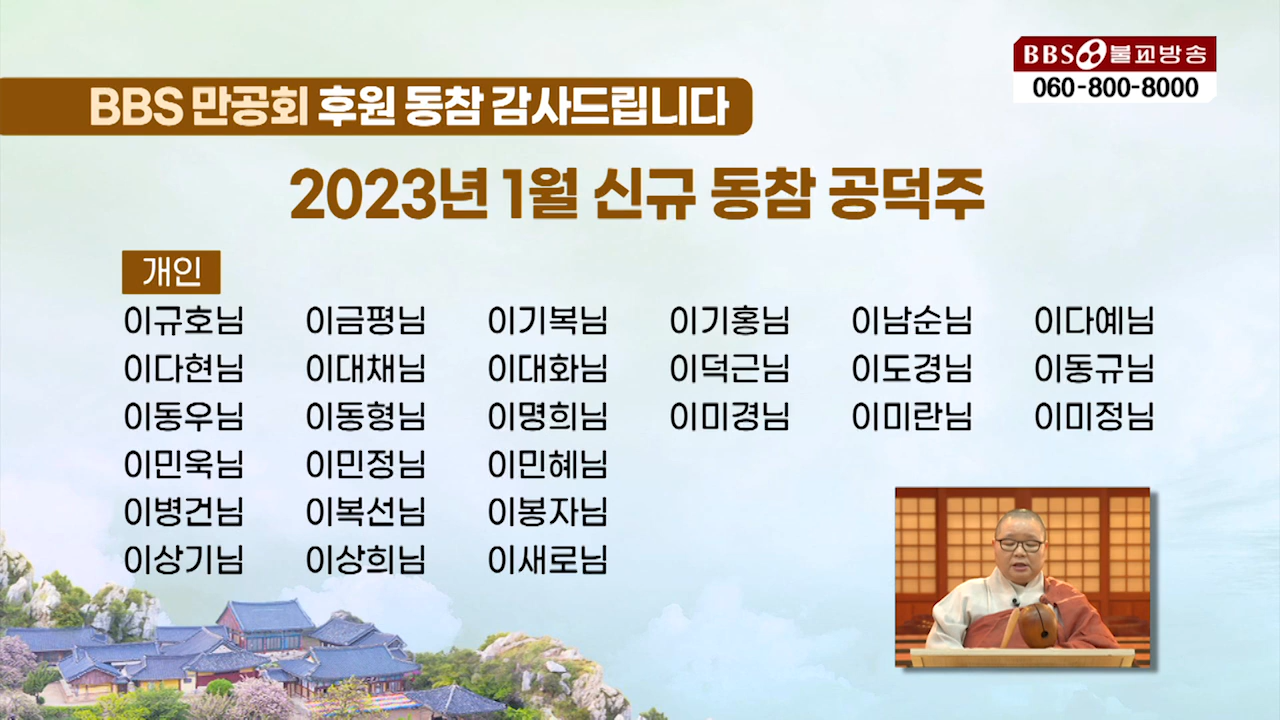 BBS 불교방송
060-800-8000
BBS 만공회 후원 동참 감사드립니다
2023년 1월 신규 동참 공덕주
개인
이규호님 이금평님 이기복님 이기홍님 이남순님 이다예님
이다현님 이대채님 이대화님 이덕근님 이도경님 이동규님
이동우님 이동형님 이명희님 이미경님 이미란님 이미정님
이민욱님 이민정님 이민혜님
이병건님 이복선님 이봉자님
이상기님 이상희님 이새로님